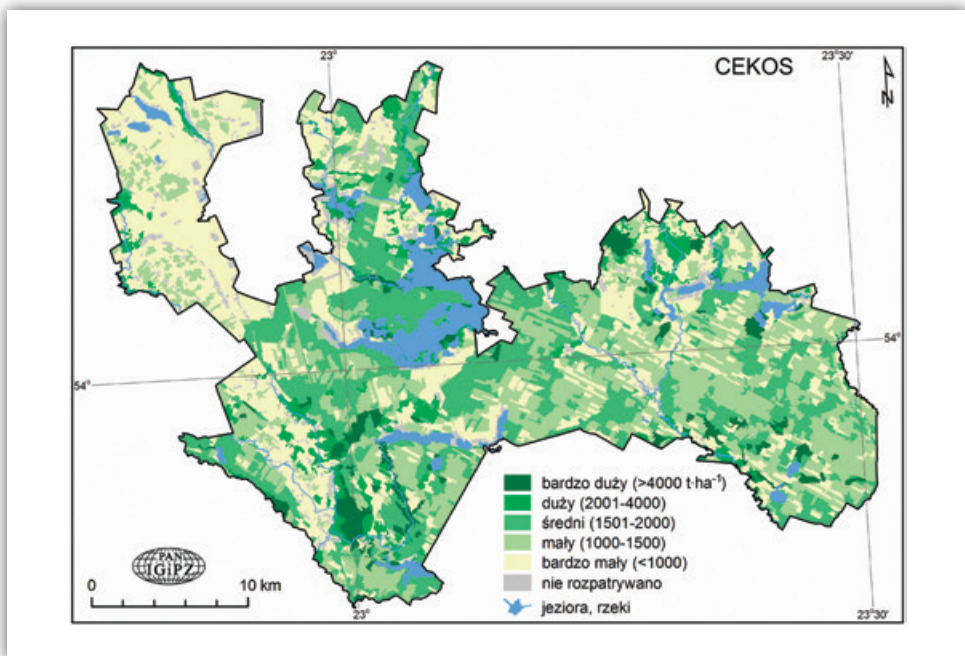 23°
23°30'
CEKOS
N
54°
54°
bardzo duży (>4000 t·ha⁻¹)
duży (2001-4000)
średni (1501-2000)
mały (1000-1500)
bardzo mały (<1000)
nie rozpatrywano
jeziora, rzeki
PAN
IGiPZ
0 10 km
23°
23°30'